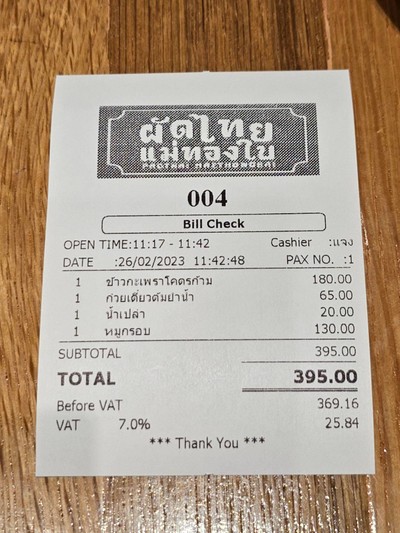 ผัดไทย
แม่ทองใบ
PADTHAI MAETHONGBAI
004
Bill Check
OPEN TIME:11:17 - 11:42 Cashier :แจง
DATE :26/02/2023 11:42:48 PAX NO. :1
1 ข้าวกะเพราโคตรก้าม 180.00
1 ก๋วยเตี๋ยวต้มยำน้ำ 65.00
1 น้ำเปล่า 20.00
1 หมูกรอบ 130.00
SUBTOTAL 395.00
TOTAL 395.00
Before VAT 369.16
VAT 7.0% 25.84
*** Thank You ***